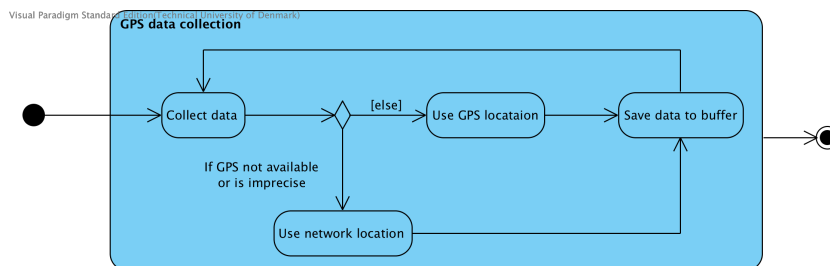 Visual Paradigm Standard Edition(Technical University of Denmark)
GPS data collection
Collect data
[else]
Use GPS locataion
Save data to buffer
If GPS not available
or is imprecise
Use network location